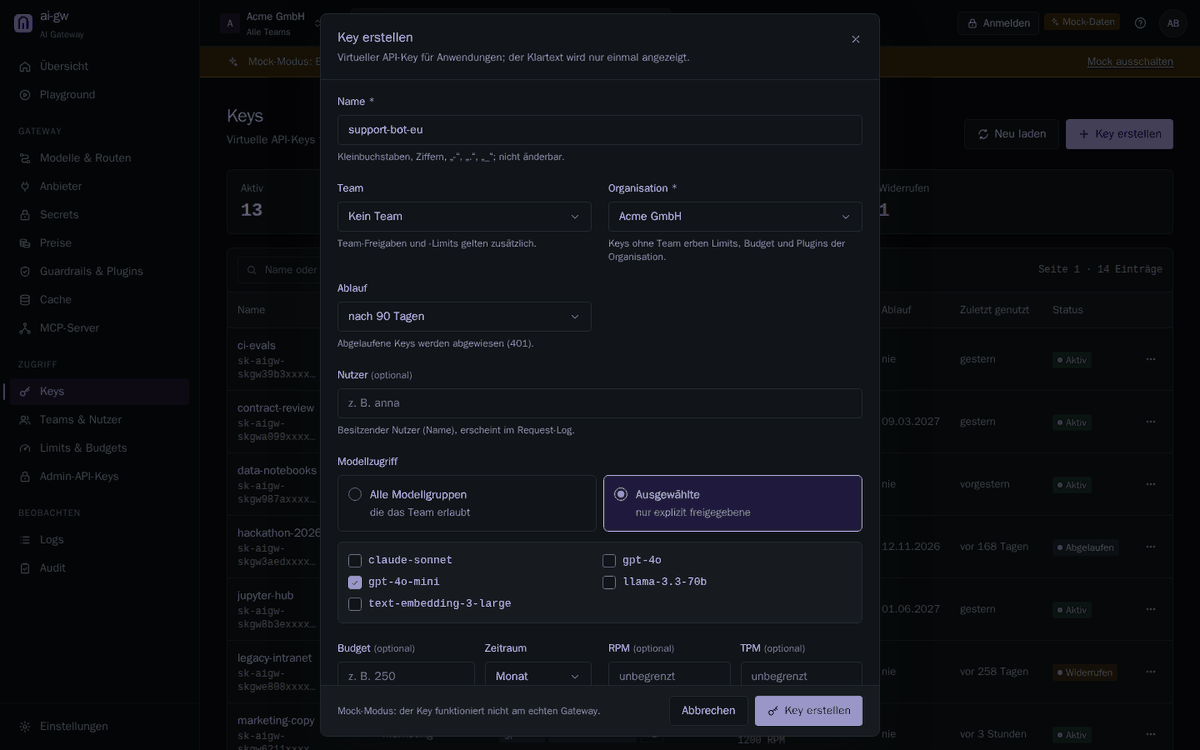 ai-gw
AI Gateway
A
Acme GmbH
Alle Teams
Anmelden
Mock-Daten
AB
Mock-Modus: E
Mock ausschalten
Übersicht
Playground
GATEWAY
Modelle & Routen
Anbieter
Secrets
Preise
Guardrails & Plugins
Cache
MCP-Server
ZUGRIFF
Keys
Teams & Nutzer
Limits & Budgets
Admin-API-Keys
BEOBACHTEN
Logs
Audit
Einstellungen
Keys
Virtuelle API-Keys
Neu laden
Key erstellen
Aktiv
13
Widerrufen
1
Name oder
Seite 1 · 14 Einträge
Name
Ablauf
Zuletzt genutzt
Status
ci-evals
sk-aigw-
skgw39b3xxxx…
nie
gestern
Aktiv
contract-review
sk-aigw-
skgwa099xxxx…
09.03.2027
gestern
Aktiv
data-notebooks
sk-aigw-
skgw987axxxx…
nie
vorgestern
Aktiv
hackathon-2026
sk-aigw-
skgw3aedxxxx…
12.11.2026
vor 168 Tagen
Abgelaufen
jupyter-hub
sk-aigw-
skgw8b3exxxx…
01.06.2027
gestern
Aktiv
legacy-intranet
sk-aigw-
skgwe808xxxx…
nie
vor 258 Tagen
Widerrufen
marketing-copy
sk-aigw-
skgw6211xxxx…
marketing
1200 RPM
nie
vor 3 Stunden
Aktiv
Key erstellen
Virtueller API-Key für Anwendungen; der Klartext wird nur einmal angezeigt.
Name *
support-bot-eu
Kleinbuchstaben, Ziffern, „-“, „.“, „_“; nicht änderbar.
Team
Kein Team
Team-Freigaben und -Limits gelten zusätzlich.
Organisation *
Acme GmbH
Keys ohne Team erben Limits, Budget und Plugins der
Organisation.
Ablauf
nach 90 Tagen
Abgelaufene Keys werden abgewiesen (401).
Nutzer (optional)
z. B. anna
Besitzender Nutzer (Name), erscheint im Request-Log.
Modellzugriff
Alle Modellgruppen
die das Team erlaubt
Ausgewählte
nur explizit freigegebene
claude-sonnet
gpt-4o
gpt-4o-mini
llama-3.3-70b
text-embedding-3-large
Budget (optional)
Zeitraum
RPM (optional)
TPM (optional)
z. B. 250
Monat
unbegrenzt
unbegrenzt
Mock-Modus: der Key funktioniert nicht am echten Gateway.
Abbrechen
Key erstellen